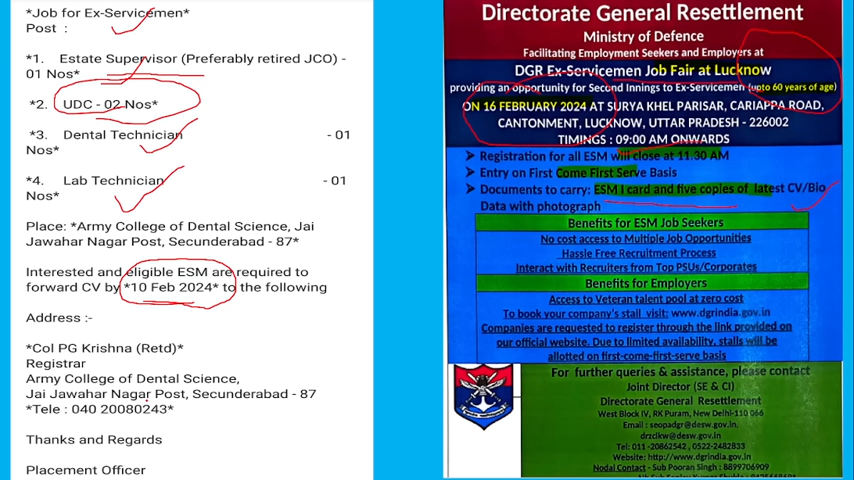 *Job for Ex-Servicemen*
Post :
*1. Estate Supervisor (Preferably retired JCO) -
01 Nos*
*2. UDC - 02 Nos*
*3. Dental Technician - 01
Nos*
*4. Lab Technician - 01
Nos*
Place: *Army College of Dental Science, Jai
Jawahar Nagar Post, Secunderabad - 87*
Interested and eligible ESM are required to
forward CV by *10 Feb 2024* to the following
Address :-
*Col PG Krishna (Retd)*
Registrar
Army College of Dental Science,
Jai Jawahar Nagar Post, Secunderabad - 87
*Tele : 040 20080243*
Thanks and Regards
Placement Officer
Directorate General Resettlement
Ministry of Defence
Facilitating Employment Seekers and Employers at
DGR Ex-Servicemen Job Fair at Lucknow
providing an opportunity for Second Innings to Ex-Servicemen (upto 60 years of age)
ON 16 FEBRUARY 2024 AT SURYA KHEL PARISAR, CARIAPPA ROAD,
CANTONMENT, LUCKNOW, UTTAR PRADESH - 226002
TIMINGS : 09:00 AM ONWARDS
Registration for all ESM will close at 11.30 AM
Entry on First Come First Serve Basis
Documents to carry: ESM I card and five copies of latest CV/Bio
Data with photograph
Benefits for ESM Job Seekers
No cost access to Multiple Job Opportunities
Hassle Free Recruitment Process
Interact with Recruiters from Top PSUs/Corporates
Benefits for Employers
Access to Veteran talent pool at zero cost
To book your company's stall visit: www.dgrindia.gov.in
Companies are requested to register through the link provided on
our official website. Due to limited availability, stalls will be
allotted on first-come-first-serve basis
For further queries & assistance, please contact
Joint Director (SE & CI)
Directorate General Resettlement
West Block IV, RK Puram, New Delhi-110 066
Email : seopadgr@desw.gov.in,
drzclkw@desw.gov.in
Tel: 011 -20862542 , 0522-2482833
Website: http://www.dgrindia.gov.in
Nodal Contact - Sub Pooran Singh : 8899706909